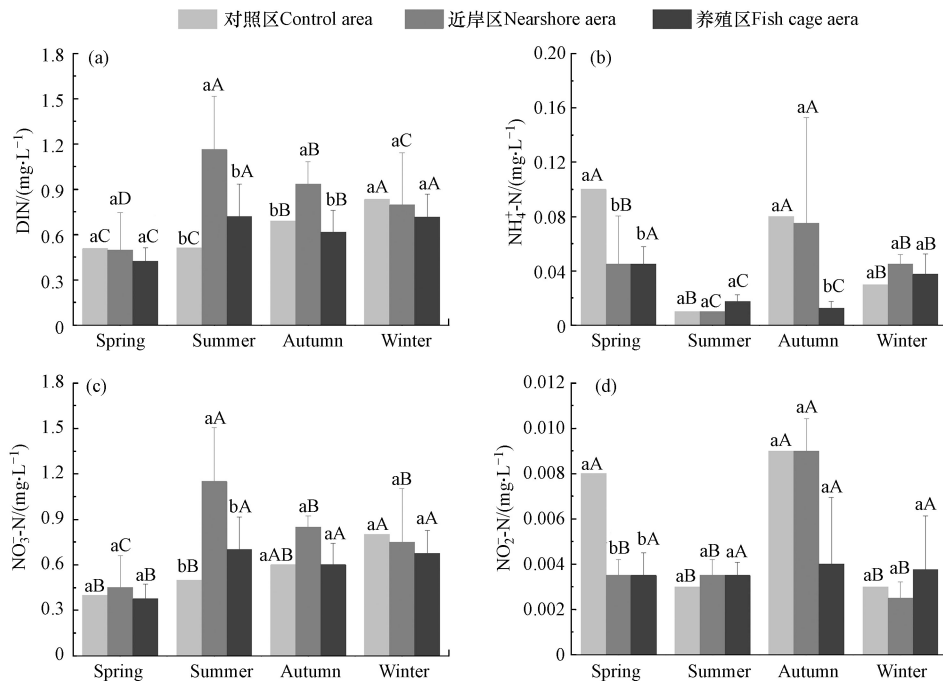 对照区Control area 近岸区Nearshore aera 养殖区Fish cage aera
(a)
DIN/(mg·L⁻¹)
1.8
1.5
1.2
0.9
0.6
0.3
0
aC aD aC
bC aA bA
bB aB bB
aA aC aA
Spring Summer Autumn Winter
(b)
NH₄⁺-N/(mg·L⁻¹)
0.20
0.16
0.12
0.08
0.04
0
aA bB bA
aB aC aC
aA aA bC
aB aB aB
Spring Summer Autumn Winter
(c)
NO₃⁻-N/(mg·L⁻¹)
1.8
1.5
1.2
0.9
0.6
0.3
0
aB aC aB
bB aA bA
aAB aB aA
aA aB aA
Spring Summer Autumn Winter
(d)
NO₂⁻-N/(mg·L⁻¹)
0.012
0.010
0.008
0.006
0.004
0.002
0
aA bB bA
aB aB aA
aA aA aA
aB aB aA
Spring Summer Autumn Winter